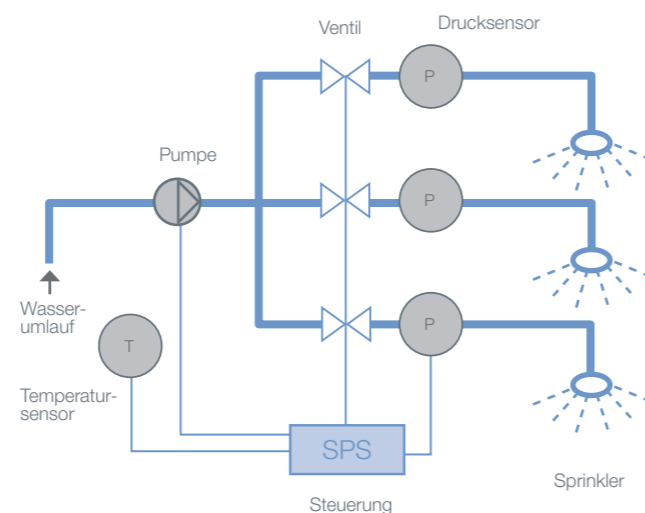 Ventil
Drucksensor
P
Pumpe
P
Wasser-
umlauf
P
T
Temperatur-
sensor
SPS
Sprinkler
Steuerung